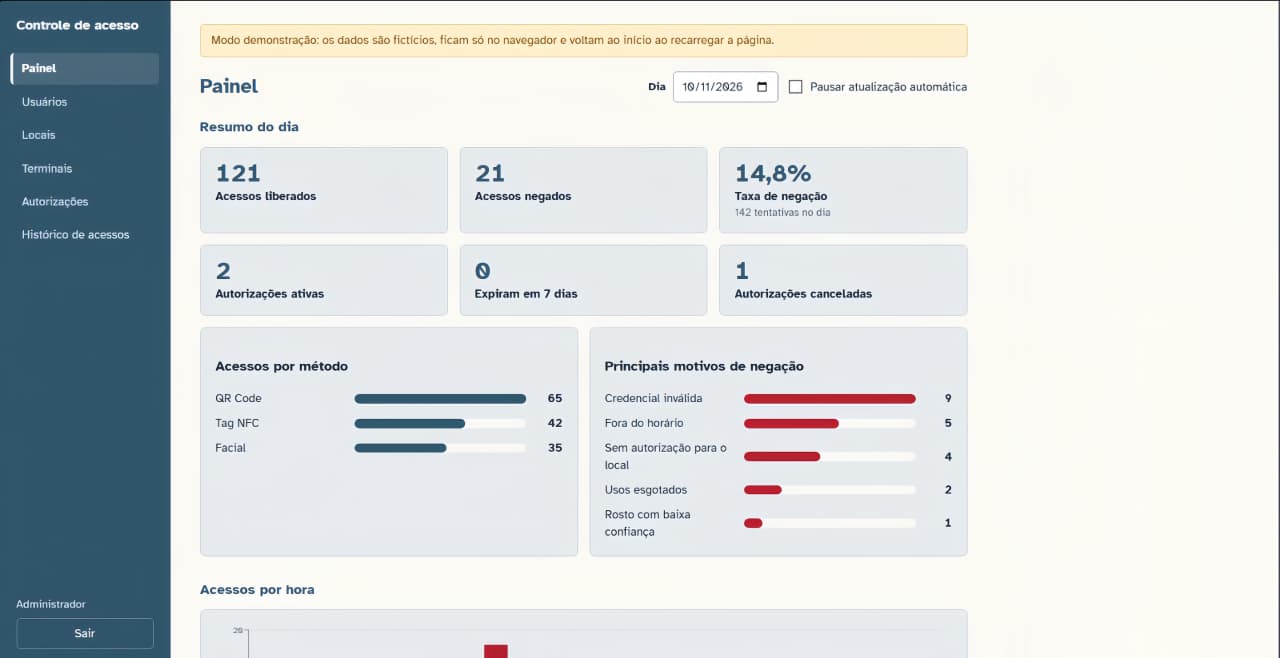 Controle de acesso
Painel
Usuários
Locais
Terminais
Autorizações
Histórico de acessos
Administrador
Sair
Modo demonstração: os dados são fictícios, ficam só no navegador e voltam ao início ao recarregar a página.
Painel
Dia 10/11/2026 Pausar atualização automática
Resumo do dia
121
Acessos liberados
21
Acessos negados
14,8%
Taxa de negação
142 tentativas no dia
2
Autorizações ativas
0
Expiram em 7 dias
1
Autorizações canceladas
Acessos por método
QR Code 65
Tag NFC 42
Facial 35
Principais motivos de negação
Credencial inválida 9
Fora do horário 5
Sem autorização para o
local 4
Usos esgotados 2
Rosto com baixa
confiança 1
Acessos por hora
20